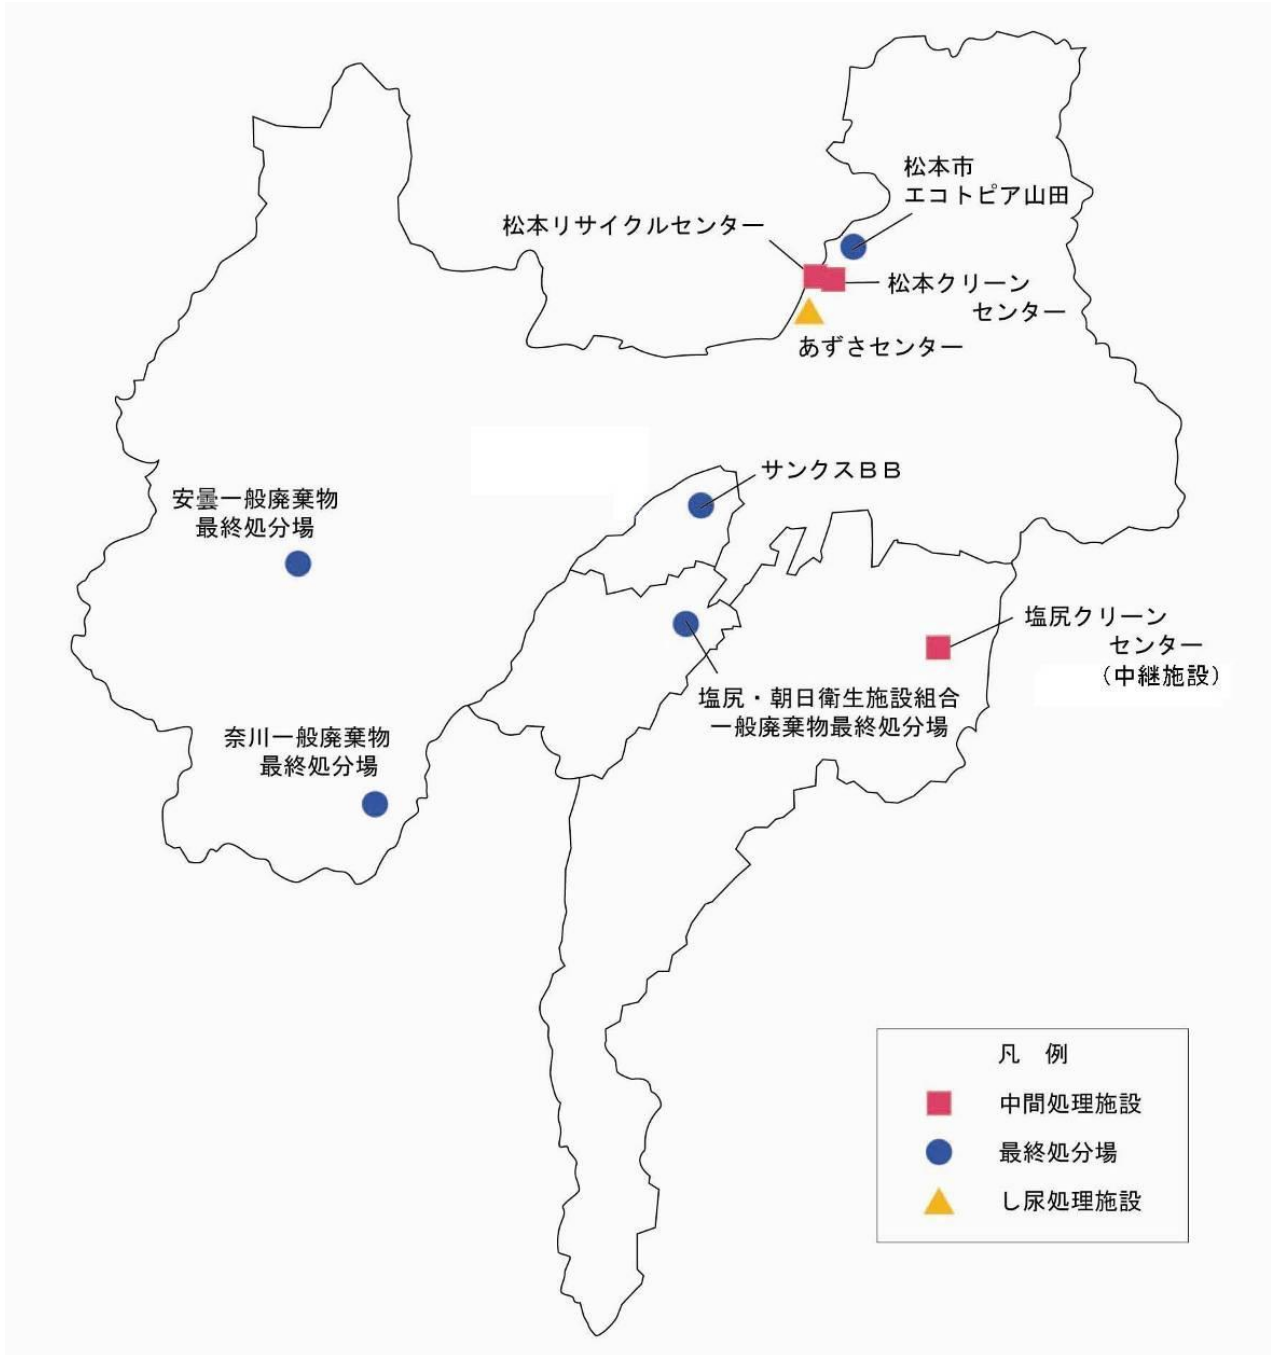 松本市
エコトピア山田
松本リサイクルセンター
松本クリーン
センター
あずさセンター
サンクスＢＢ
安曇一般廃棄物
最終処分場
塩尻クリーン
センター
（中継施設）
塩尻・朝日衛生施設組合
一般廃棄物最終処分場
奈川一般廃棄物
最終処分場
凡　例
中間処理施設
最終処分場
し尿処理施設